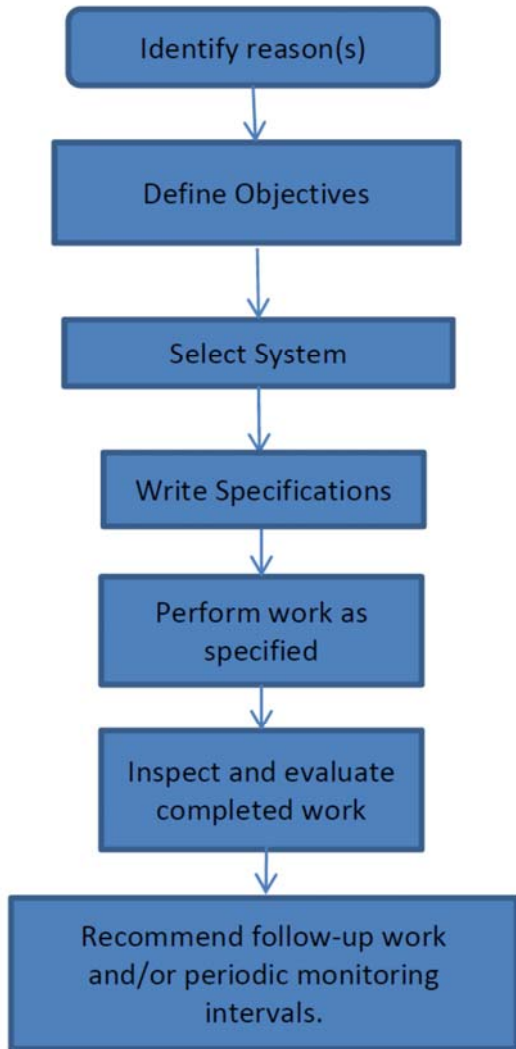 Identify reason(s)
Define Objectives
Select System
Write Specifications
Perform work as
specified
Inspect and evaluate
completed work
Recommend follow-up work
and/or periodic monitoring
intervals.